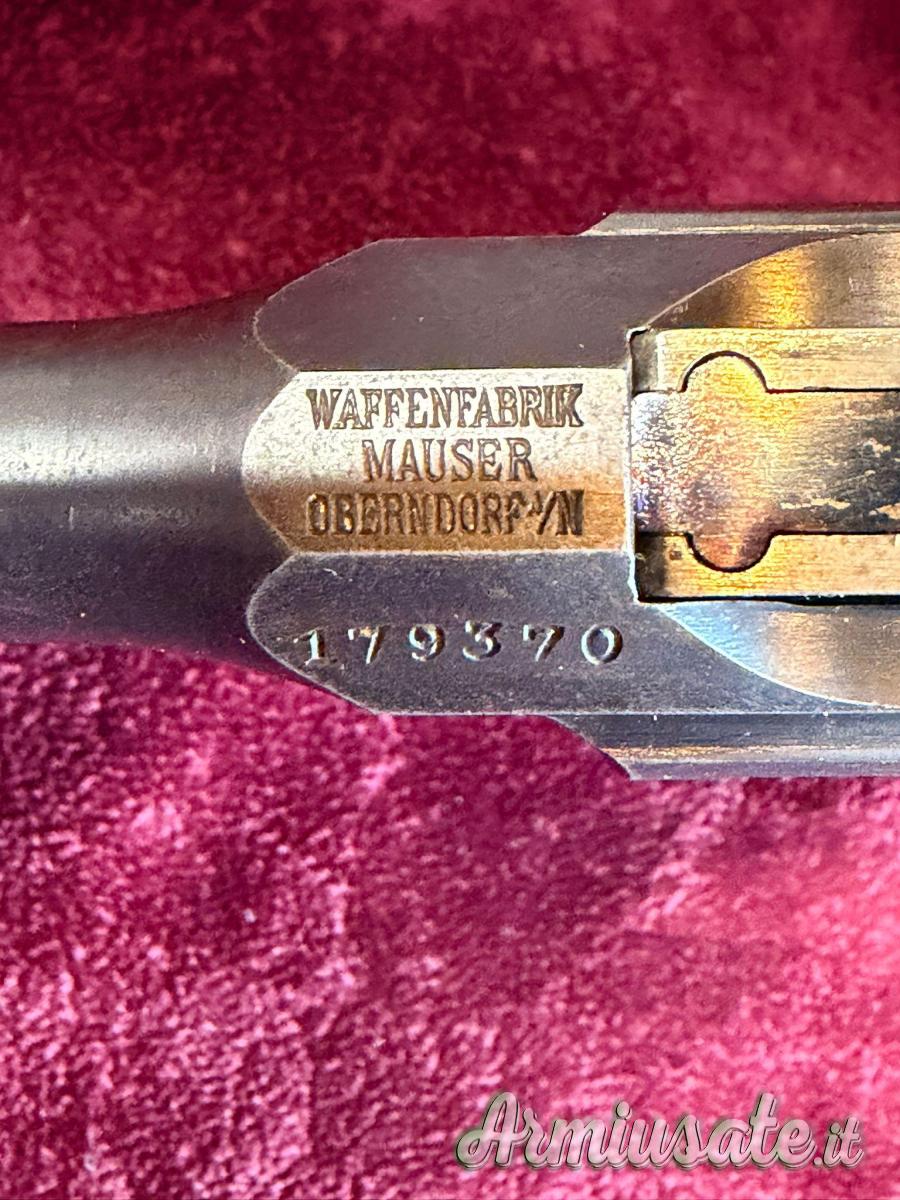 WAFFENFABRIK
MAUSER
OBERNDORF A/N
179370
Armiusate.it